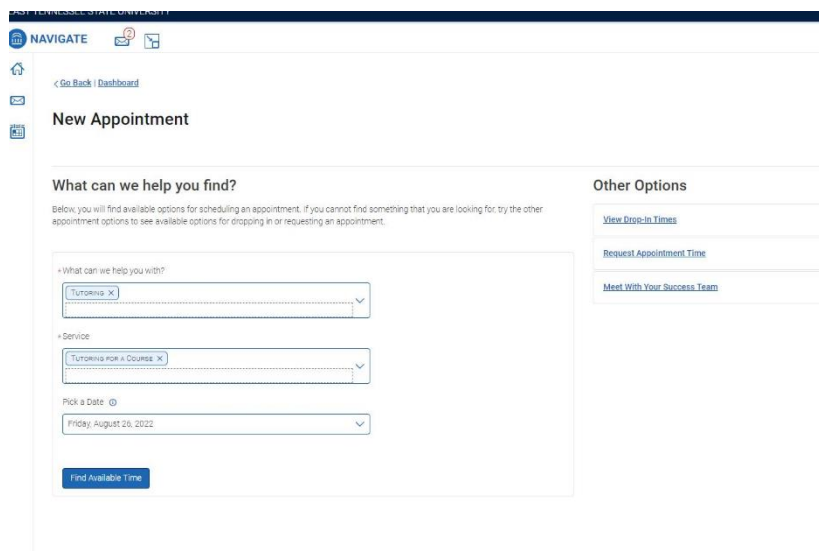 EAST TENNESSEE STATE UNIVERSITY
NAVIGATE
2
< Go Back | Dashboard
New Appointment
What can we help you find?
Below, you will find available options for scheduling an appointment. If you cannot find something that you are looking for, try the other
appointment options to see available options for dropping in or requesting an appointment.
*What can we help you with?
TUTORING X
*Service
TUTORING FOR A COURSE X
Pick a Date
Friday, August 26, 2022
Find Available Time
Other Options
View Drop-In Times
Request Appointment Time
Meet With Your Success Team